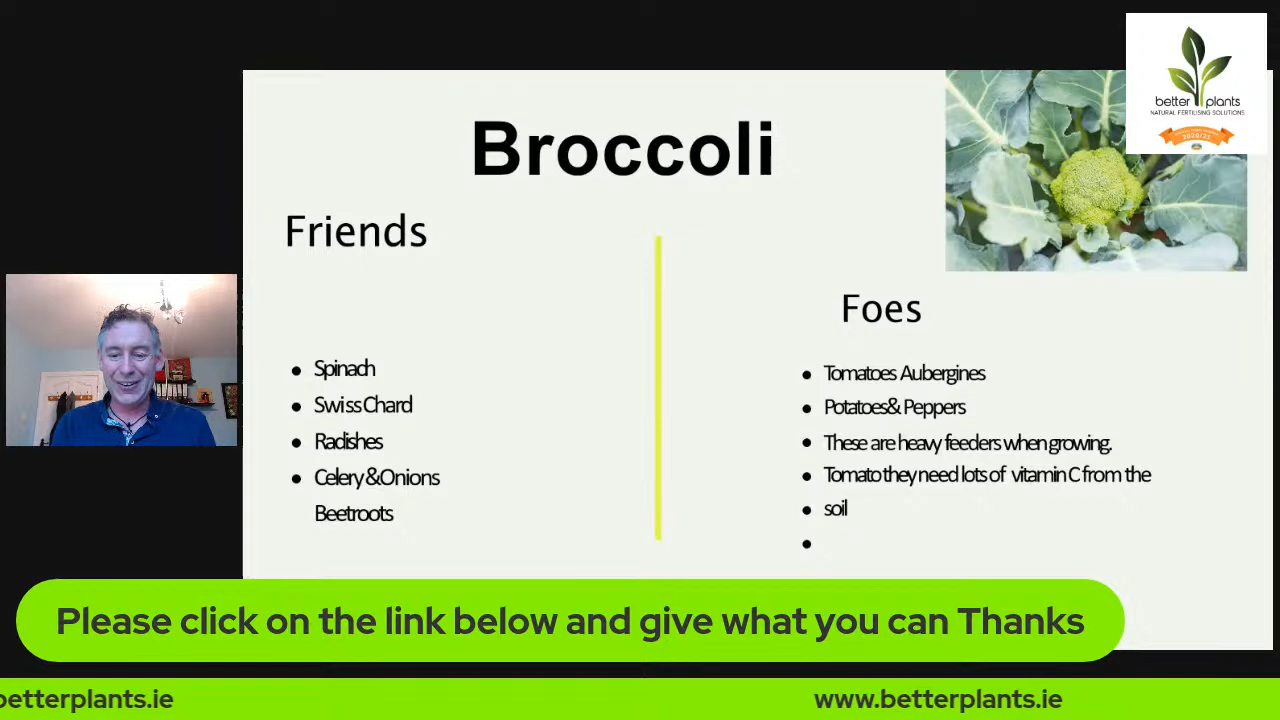 better plants
NATURAL FERTILISING SOLUTIONS
2020/21
Broccoli
Friends
Spinach
Swiss Chard
Radishes
Celery &Onions
Beetroots
Foes
Tomatoes Aubergines
Potatoes& Peppers
These are heavy feeders when growing.
Tomato they need lots of vitamin C from the
soil
Please click on the link below and give what you can Thanks
betterplants.ie
www.betterplants.ie